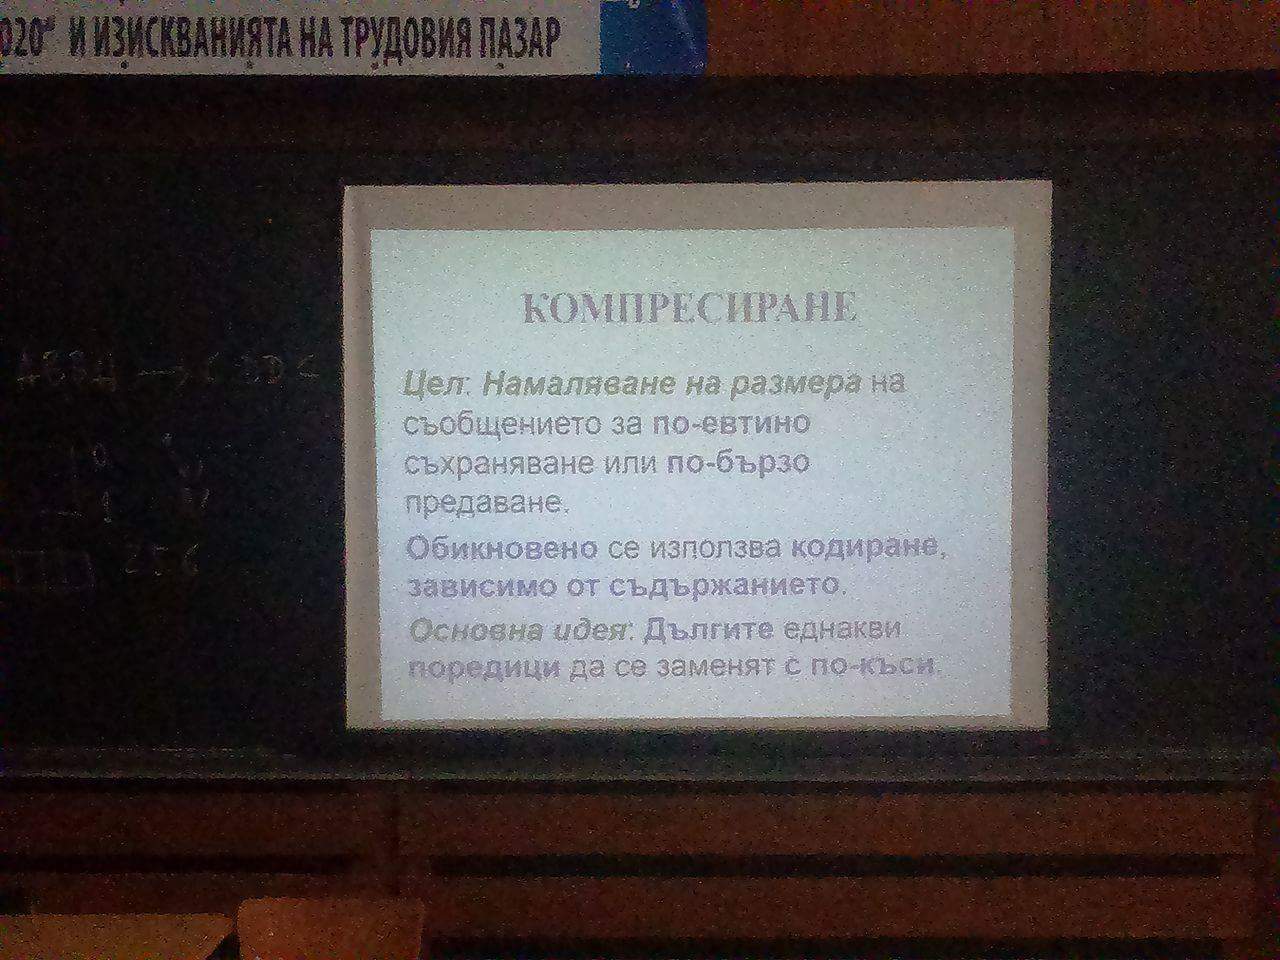 020“ И ИЗИСКВАНИЯТА НА ТРУДОВИЯ ПАЗАР
КОМПРЕСИРАНЕ
Цел: Намаляване на размера на
съобщението за по-евтино
съхраняване или по-бързо
предаване.
Обикновено се използва кодиране,
зависимо от съдържанието.
Основна идея: Дългите еднакви
поредици да се заменят с по-къси.
256